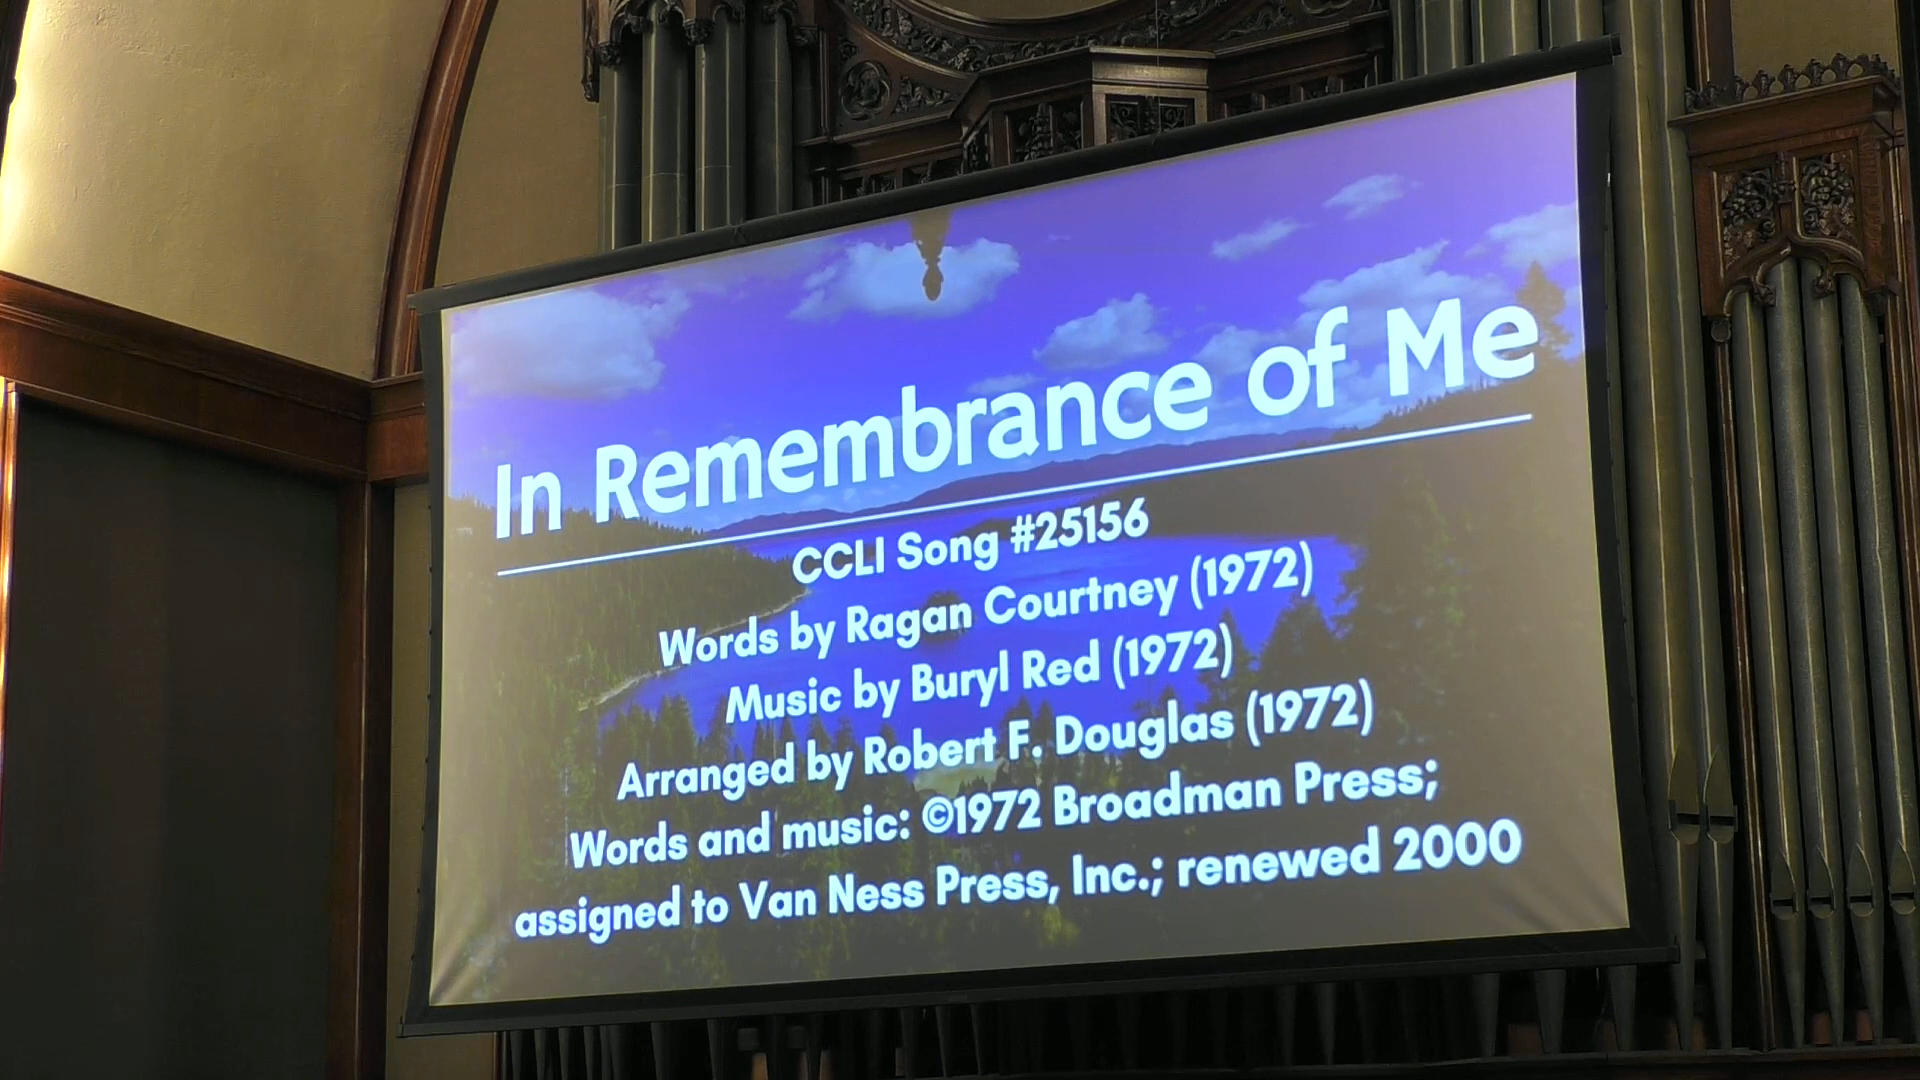 In Remembrance of Me
CCLI Song #25156
Words by Ragan Courtney (1972)
Music by Buryl Red (1972)
Arranged by Robert F. Douglas (1972)
Words and music: ©1972 Broadman Press;
assigned to Van Ness Press, Inc.; renewed 2000